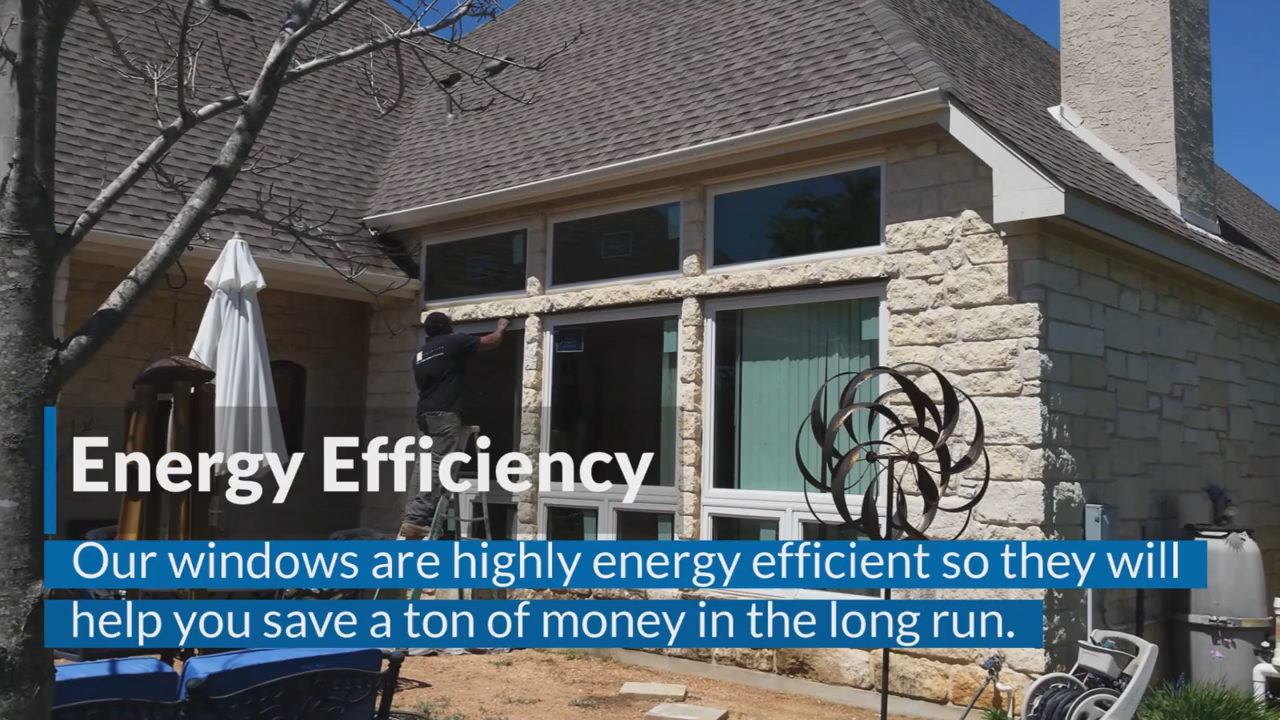 Energy Efficiency
Our windows are highly energy efficient so they will
help you save a ton of money in the long run.